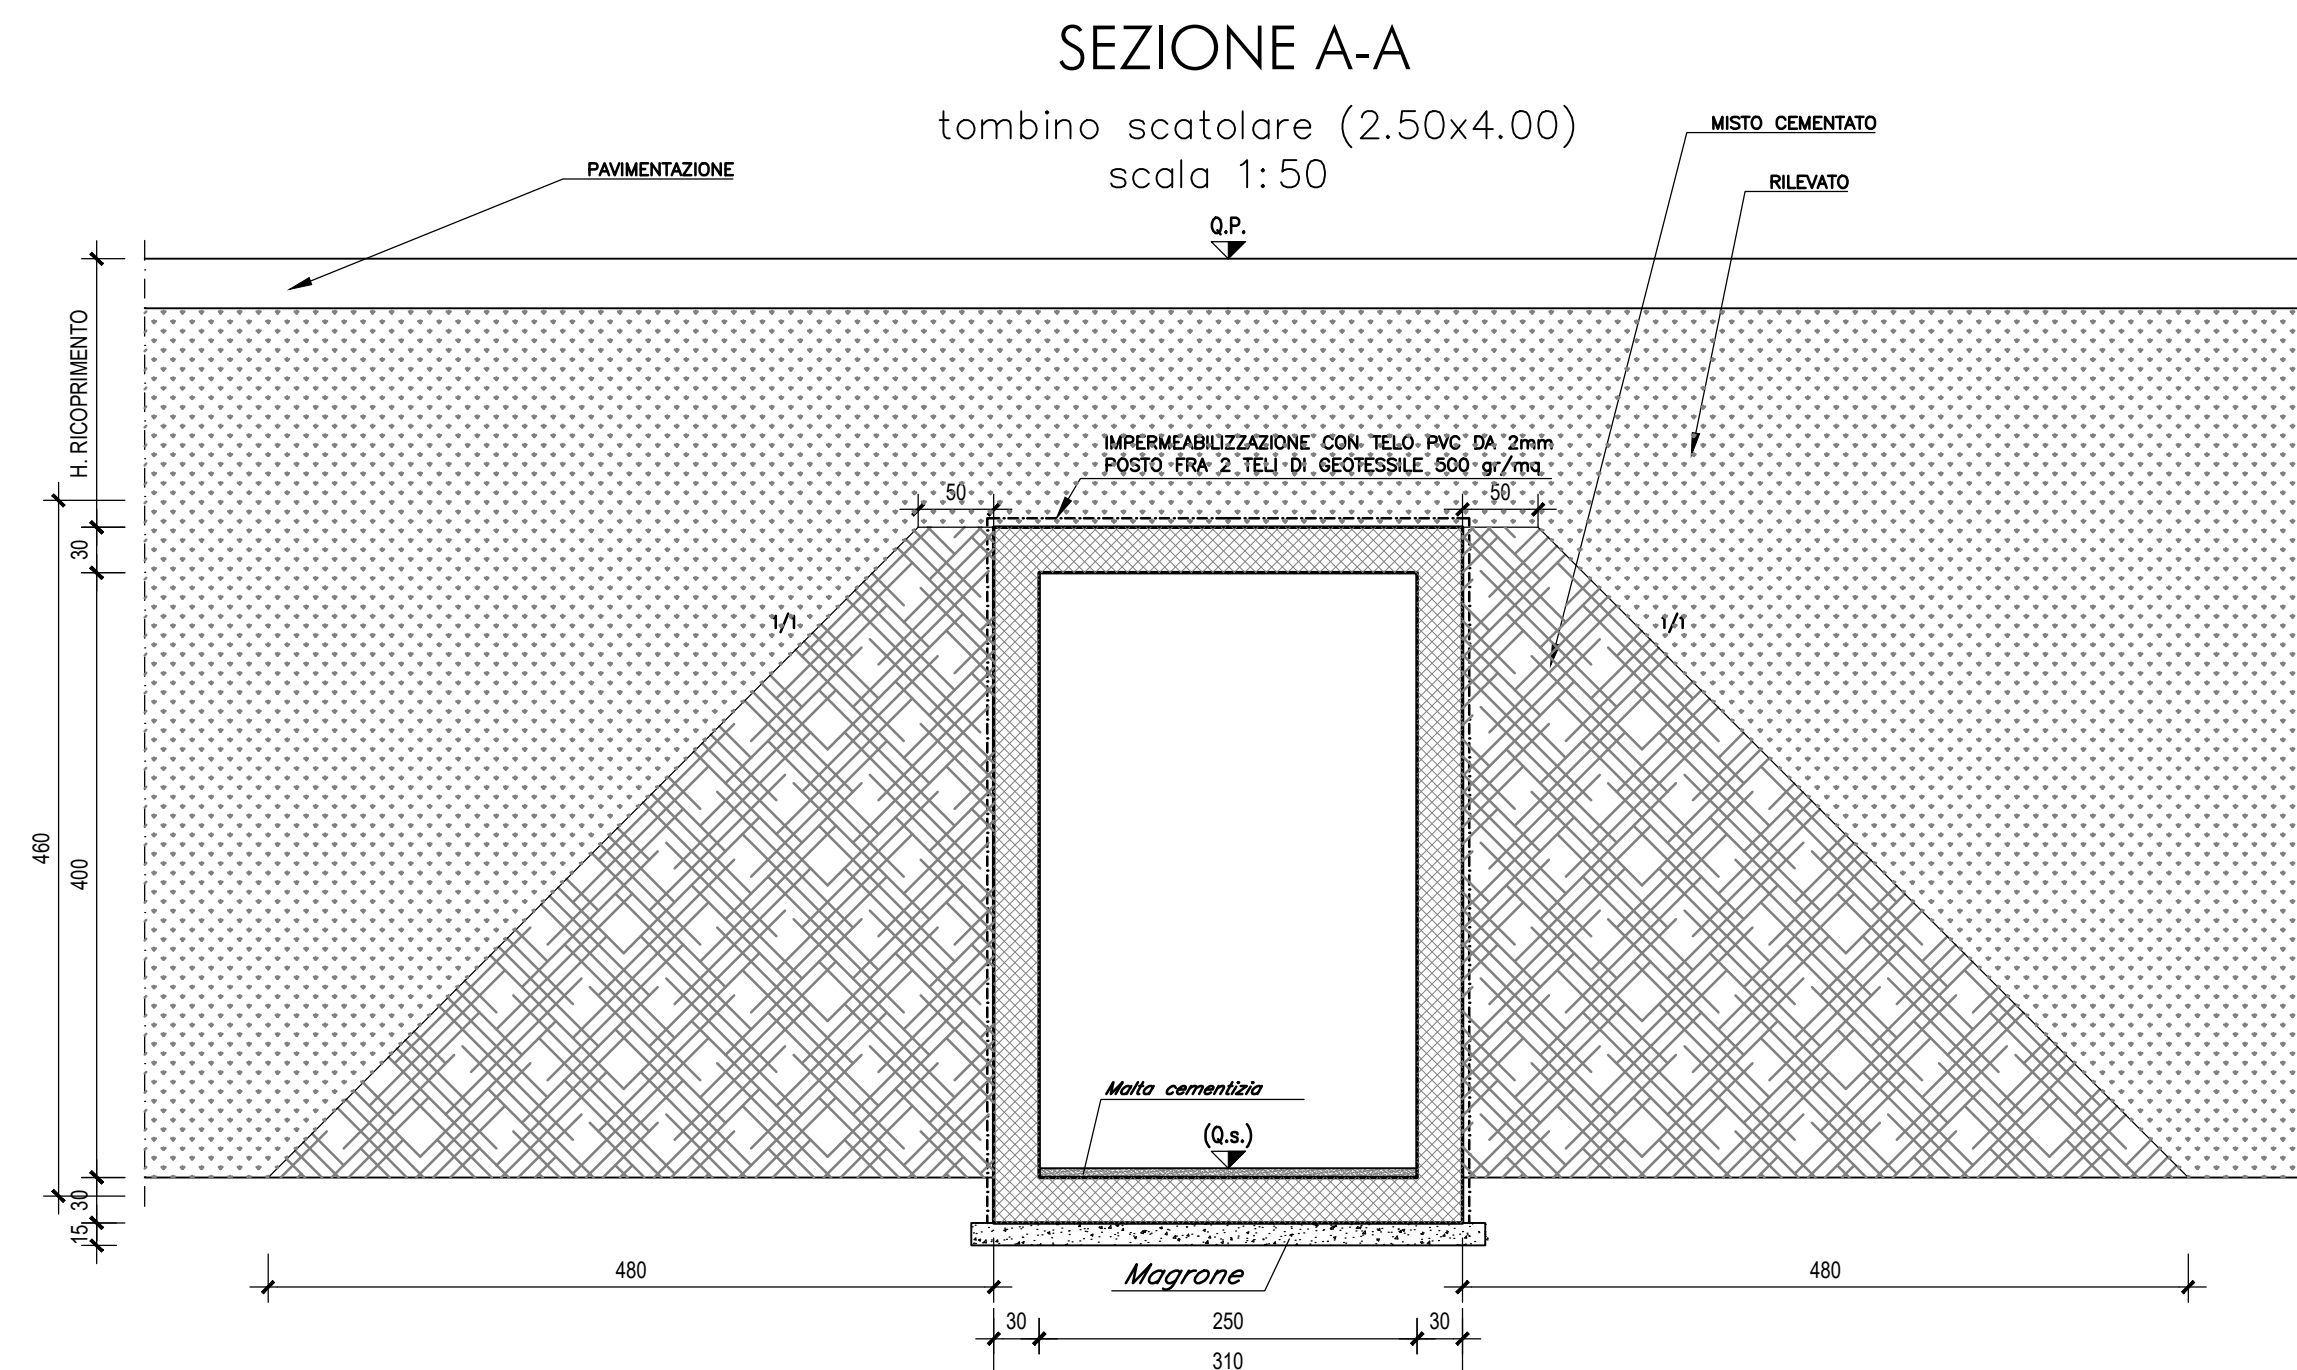 SEZIONE A-A
tombino scatolare (2.50x4.00)
scala 1:50
MISTO CEMENTATO
PAVIMENTAZIONE
RILEVATO
Q.P.
H. RICOPRIMENTO
IMPERMEABILIZZAZIONE CON TELO PVC DA 2mm
POSTO FRA 2 TELI DI GEOTESSILE 500 gr/mq
50
50
30
1/1
1/1
460
400
Malta cementizia
(Q.s.)
30
15
480
Magrone
480
30
250
30
310